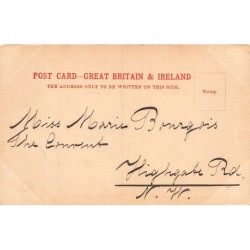 POST CARD—GREAT BRITAIN & IRELAND
THE ADDRESS ONLY TO BE WRITTEN ON THIS SIDE.
Stamp
Miss Marie Bourgois
The Convent
Highgate Rd.
N. W.